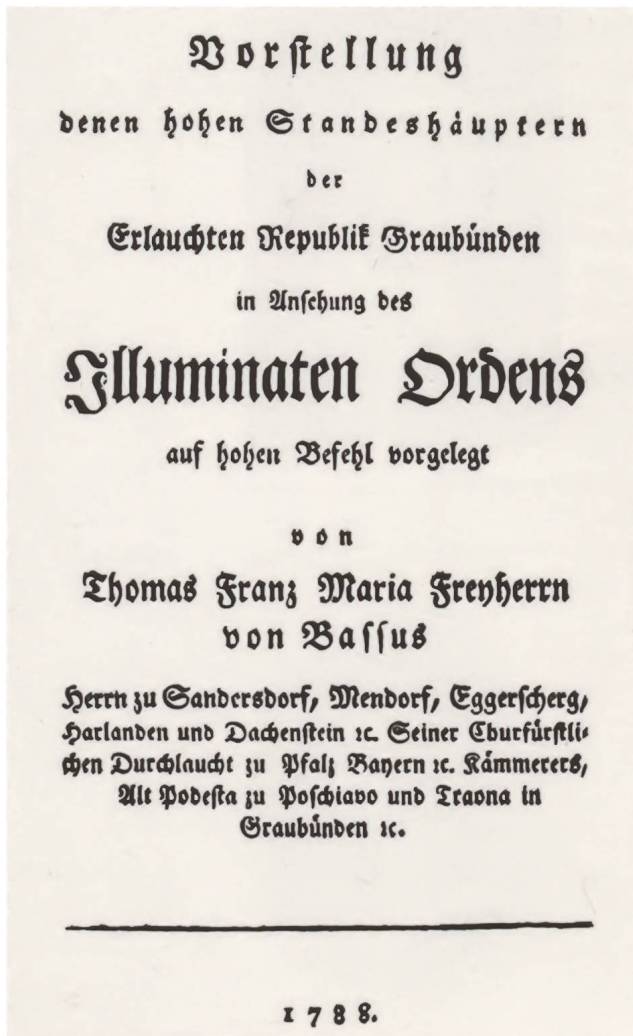 Vorstellung
denen hohen Standeshäuptern
der
Erlauchten Republik Graubünden
in Ansehung des
Illuminaten Ordens
auf hohen Befehl vorgelegt
von
Thomas Franz Maria Freyherrn
von Bassus
Herrn zu Sandersdorf, Mendorf, Eggerscherg,
Harlanden und Dachenstein ꝛc. Seiner Churfürstli-
chen Durchlaucht zu Pfalz Bayern ꝛc. Kämmerers,
Alt Podesta zu Poschiavo und Traona in
Graubünden ꝛc.
1788.